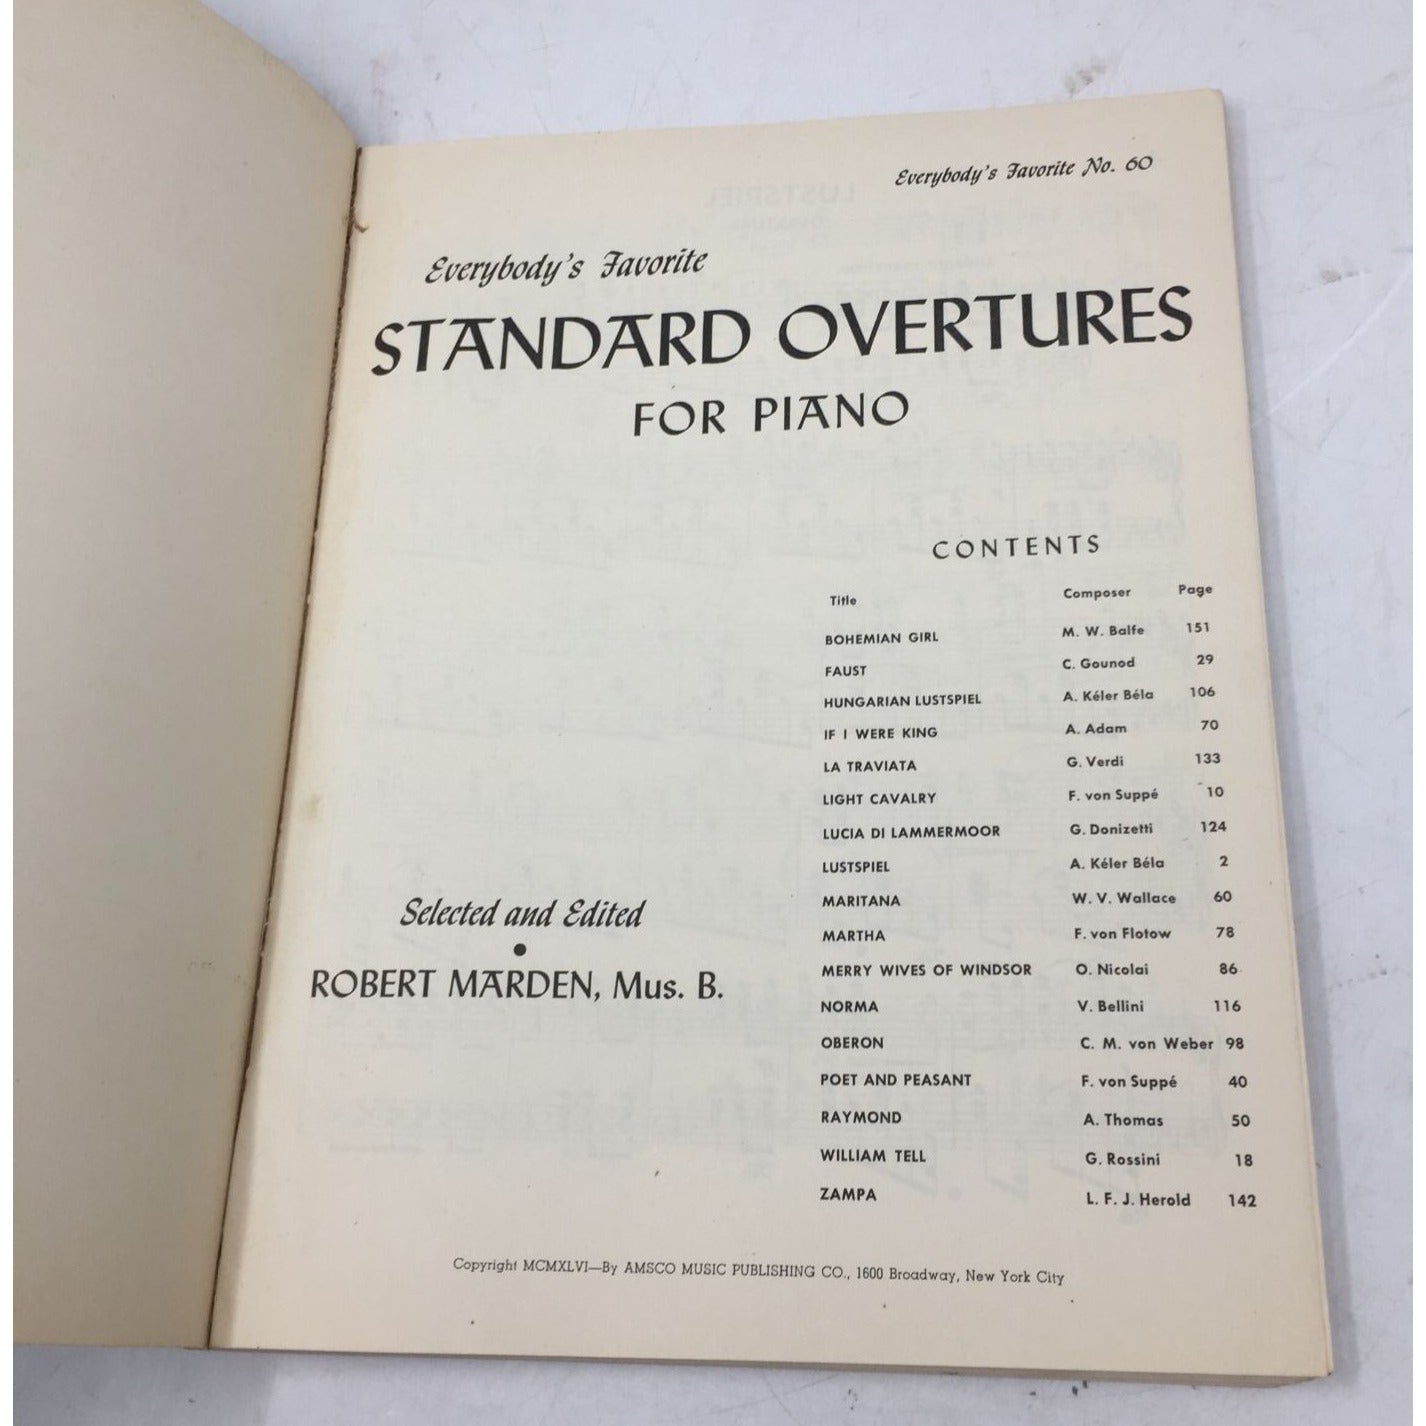 Everybody's Favorite No. 60
Everybody's Favorite
STANDARD OVERTURES
FOR PIANO
CONTENTS
Title Composer Page
BOHEMIAN GIRL M. W. Balfe 151
FAUST C. Gounod 29
HUNGARIAN LUSTSPIEL A. Kéler Béla 106
IF I WERE KING A. Adam 70
LA TRAVIATA G. Verdi 133
LIGHT CAVALRY F. von Suppé 10
LUCIA DI LAMMERMOOR G. Donizetti 124
LUSTSPIEL A. Kéler Béla 2
MARITANA W. V. Wallace 60
MARTHA F. von Flotow 78
MERRY WIVES OF WINDSOR O. Nicolai 86
NORMA V. Bellini 116
OBERON C. M. von Weber 98
POET AND PEASANT F. von Suppé 40
RAYMOND A. Thomas 50
WILLIAM TELL G. Rossini 18
ZAMPA L. F. J. Herold 142
Selected and Edited
•
ROBERT MARDEN, Mus. B.
Copyright MCMXLVI—By AMSCO MUSIC PUBLISHING CO., 1600 Broadway, New York City